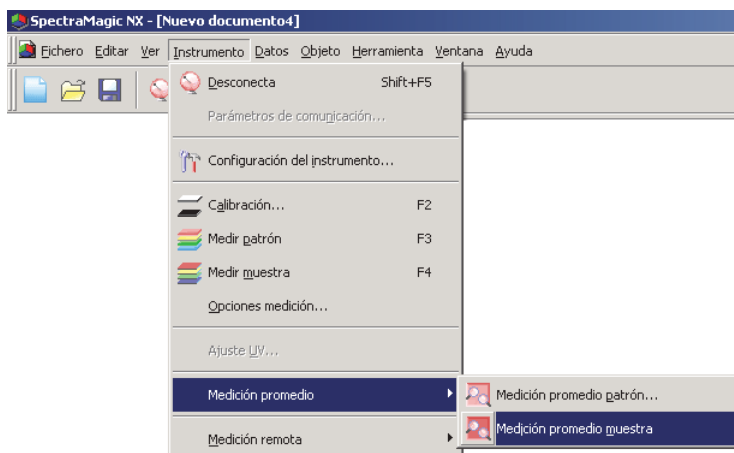 SpectraMagic NX - [Nuevo documento4]
Fichero Editar Ver Instrumento Datos Objeto Herramienta Ventana Ayuda
Desconecta Shift+F5
Parámetros de comunicación...
Configuración del instrumento...
Calibración... F2
Medir patrón F3
Medir muestra F4
Opciones medición...
Ajuste UV...
Medición promedio
Medición promedio patrón...
Medición promedio muestra
Medición remota